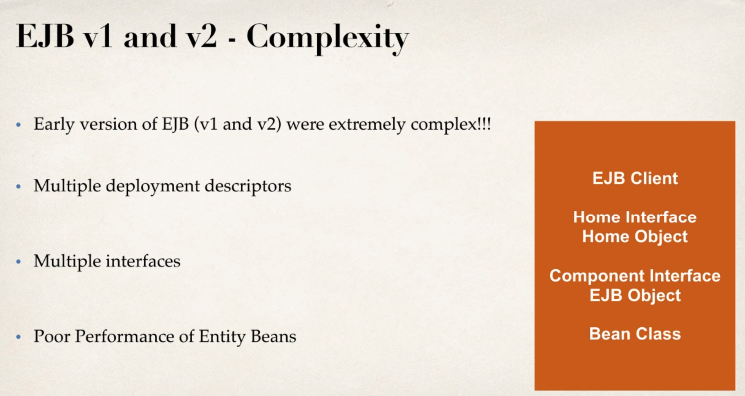 EJB v1 and v2 - Complexity
• Early version of EJB (v1 and v2) were extremely complex!!!
• Multiple deployment descriptors
• Multiple interfaces
• Poor Performance of Entity Beans
EJB Client
Home Interface
Home Object
Component Interface
EJB Object
Bean Class